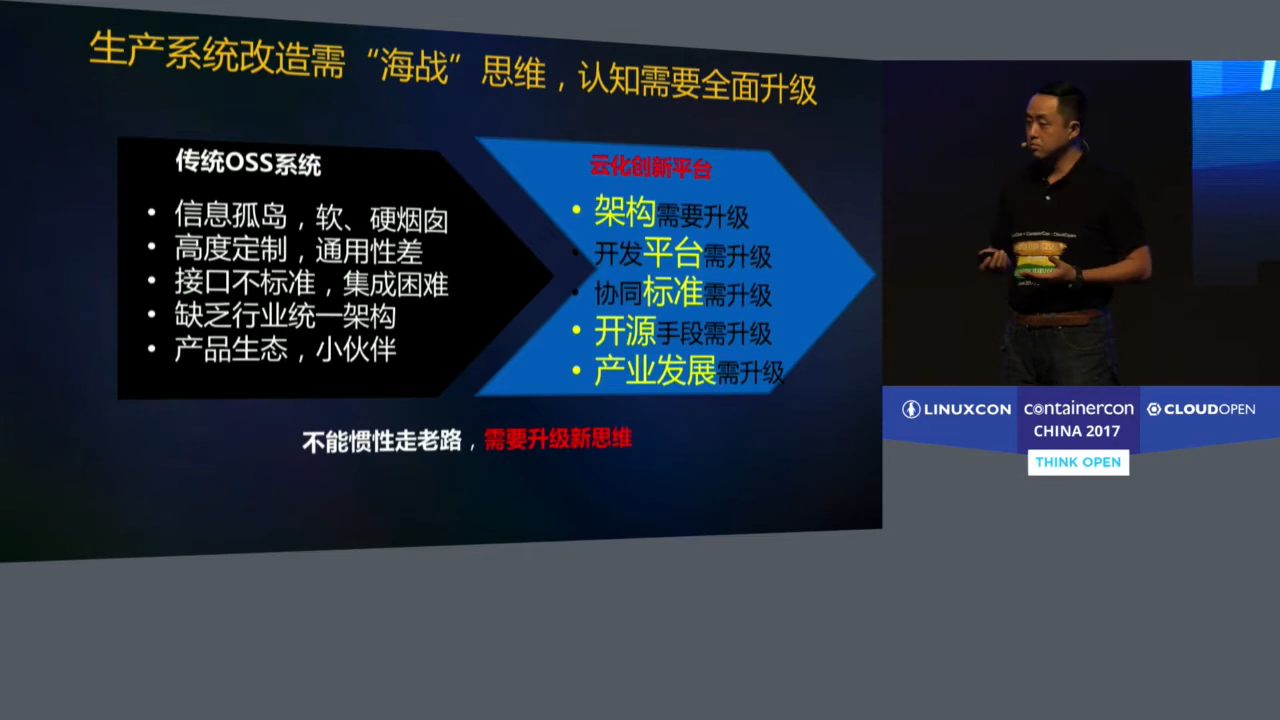 生产系统改造需“海战”思维，认知需要全面升级
传统OSS系统
• 信息孤岛，软、硬烟囱
• 高度定制，通用性差
• 接口不标准，集成困难
• 缺乏行业统一架构
• 产品生态，小伙伴
云化创新平台
• 架构需要升级
• 开发平台需升级
• 协同标准需升级
• 开源手段需升级
• 产业发展需升级
不能惯性走老路，需要升级新思维
LINUXCON
containercon
CLOUDOPEN
CHINA 2017
THINK OPEN